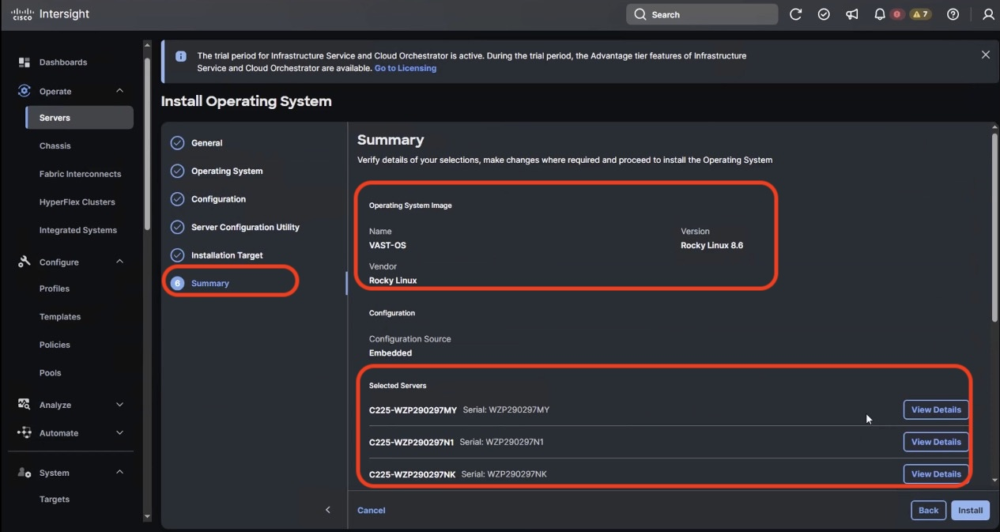 CISCO Intersight
Search
7
Dashboards
Operate
Servers
Chassis
Fabric Interconnects
HyperFlex Clusters
Integrated Systems
Configure
Profiles
Templates
Policies
Pools
Analyze
Automate
System
Targets
The trial period for Infrastructure Service and Cloud Orchestrator is active. During the trial period, the Advantage tier features of Infrastructure
Service and Cloud Orchestrator are available. Go to Licensing
Install Operating System
General
Operating System
Configuration
Server Configuration Utility
Installation Target
6 Summary
Summary
Verify details of your selections, make changes where required and proceed to install the Operating System
Operating System Image
Name
VAST-OS
Version
Rocky Linux 8.6
Vendor
Rocky Linux
Configuration
Configuration Source
Embedded
Selected Servers
C225-WZP290297MY Serial: WZP290297MY View Details
C225-WZP290297N1 Serial: WZP290297N1 View Details
C225-WZP290297NK Serial: WZP290297NK View Details
Cancel
Back
Install